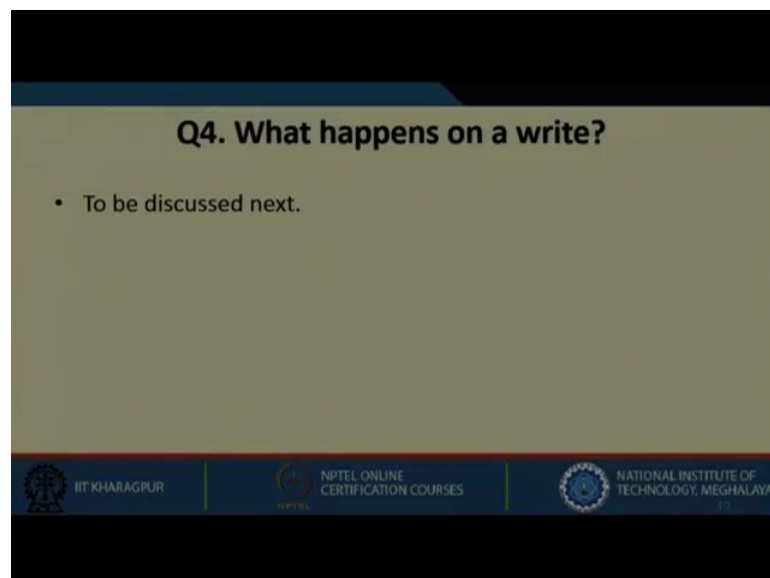 Q4. What happens on a write?
• To be discussed next.
IIT KHARAGPUR
NPTEL
NPTEL ONLINE
CERTIFICATION COURSES
NATIONAL INSTITUTE OF
TECHNOLOGY, MEGHALAYA